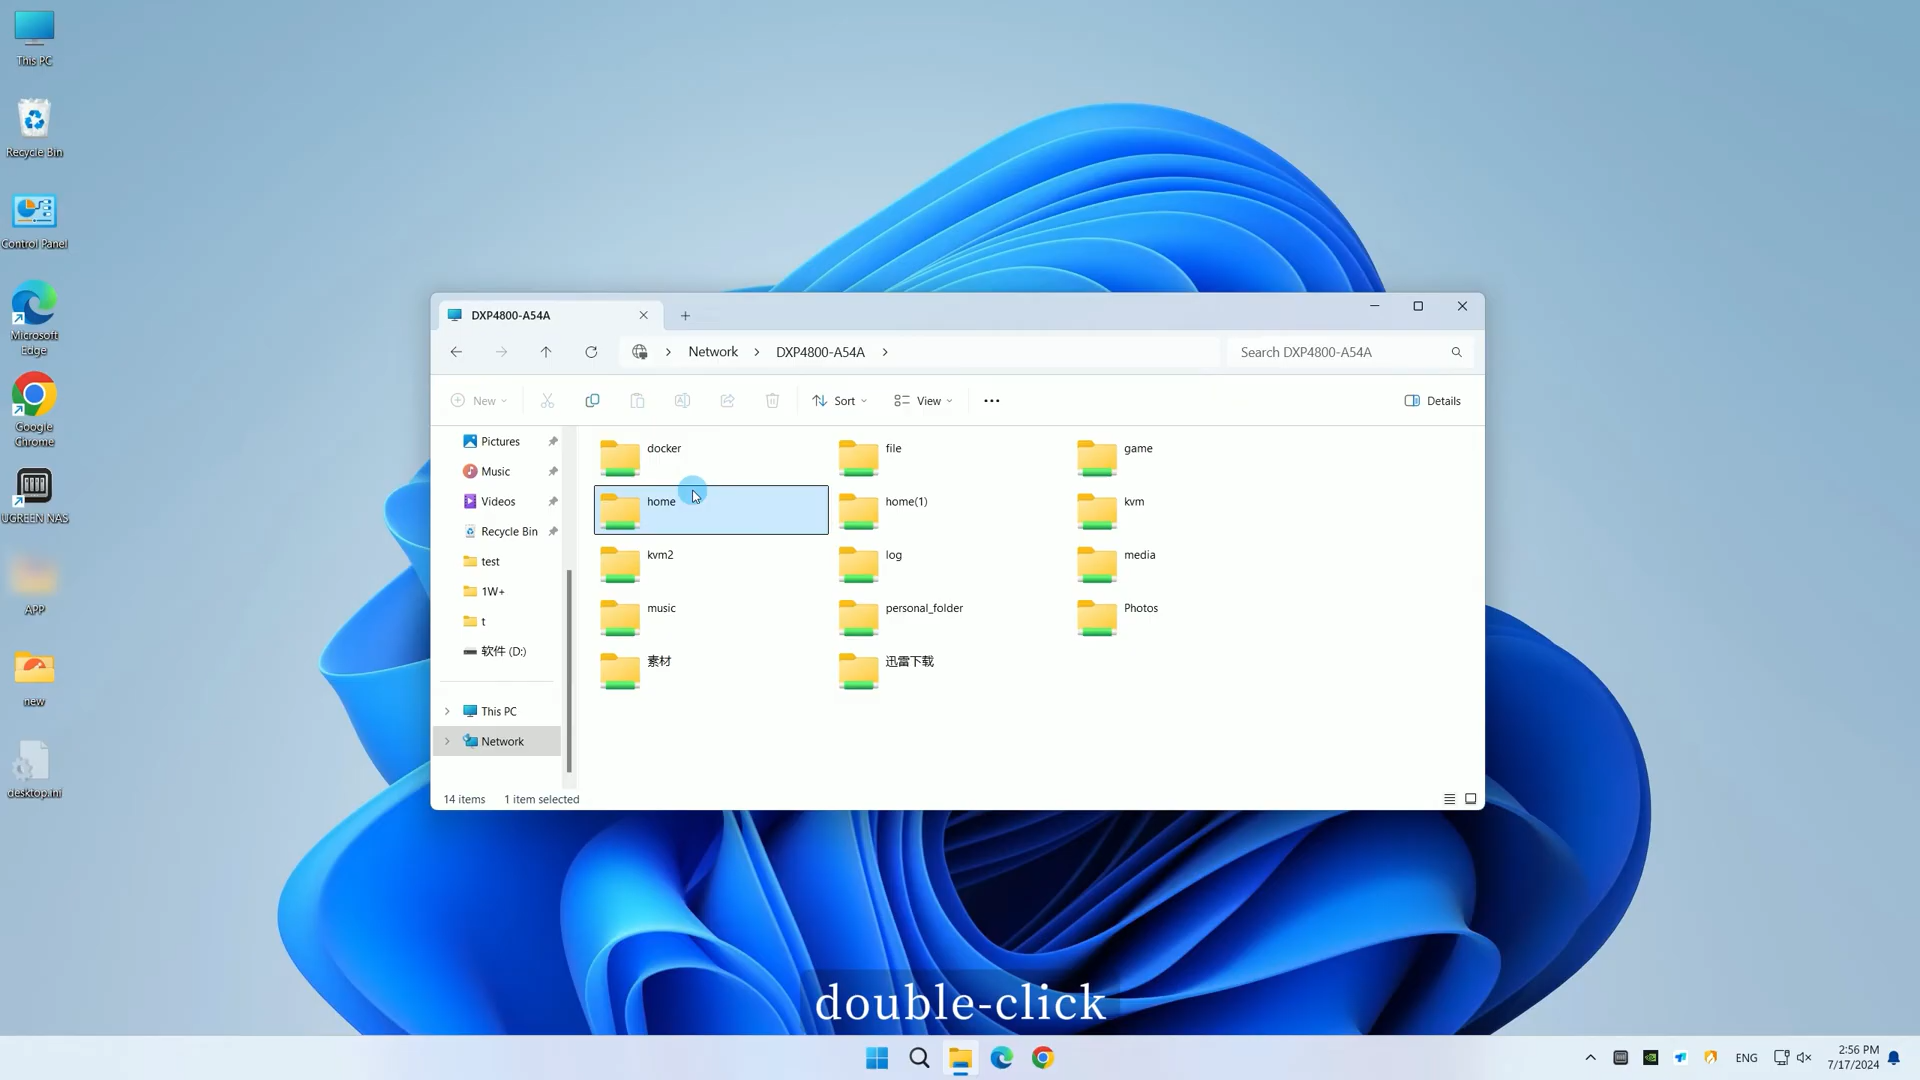 This PC
Recycle Bin
Control Panel
Microsoft
Edge
Google
Chrome
UGREEN NAS
APP
new
desktop.ini
DXP4800-A54A
Network
DXP4800-A54A
Search DXP4800-A54A
New
Sort
View
Details
Pictures
Music
Videos
Recycle Bin
test
1W+
t
软件 (D:)
This PC
Network
docker
file
game
home
home(1)
kvm
kvm2
log
media
music
personal_folder
Photos
素材
迅雷下载
14 items
1 item selected
double-click
ENG
2:56 PM
7/17/2024